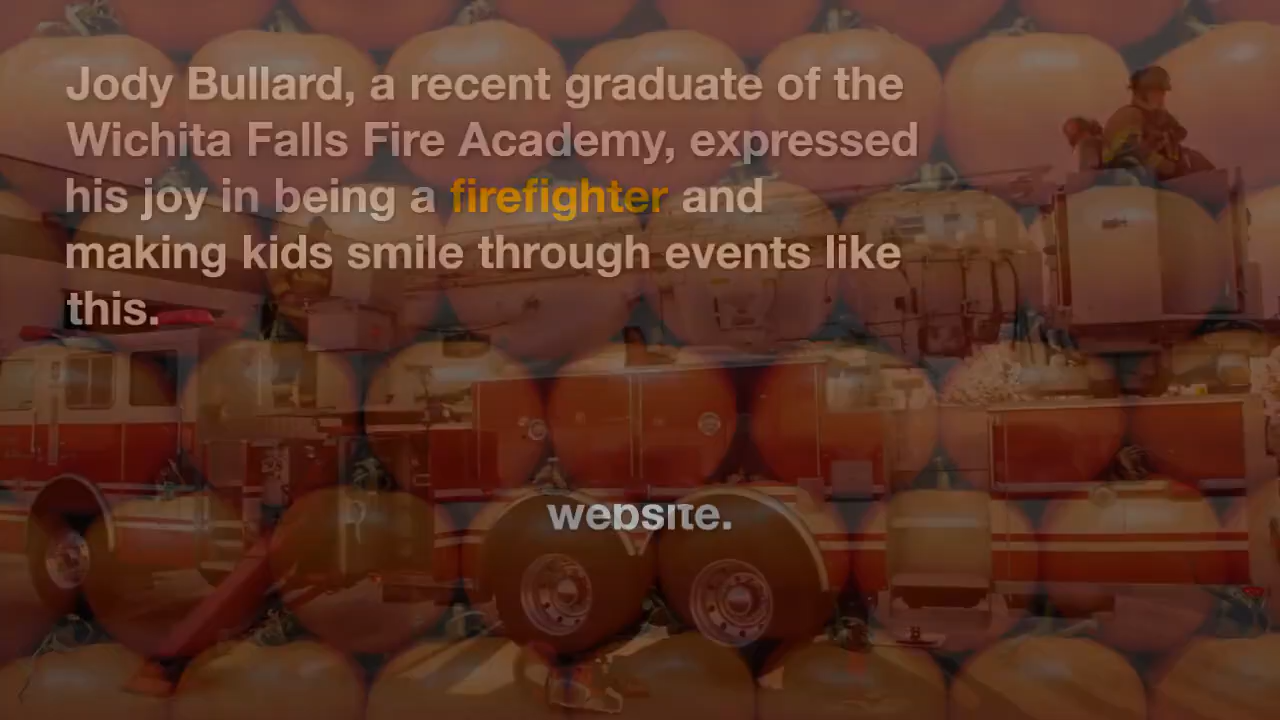 Jody Bullard, a recent graduate of the
Wichita Falls Fire Academy, expressed
his joy in being a firefighter and
making kids smile through events like
this.
website.